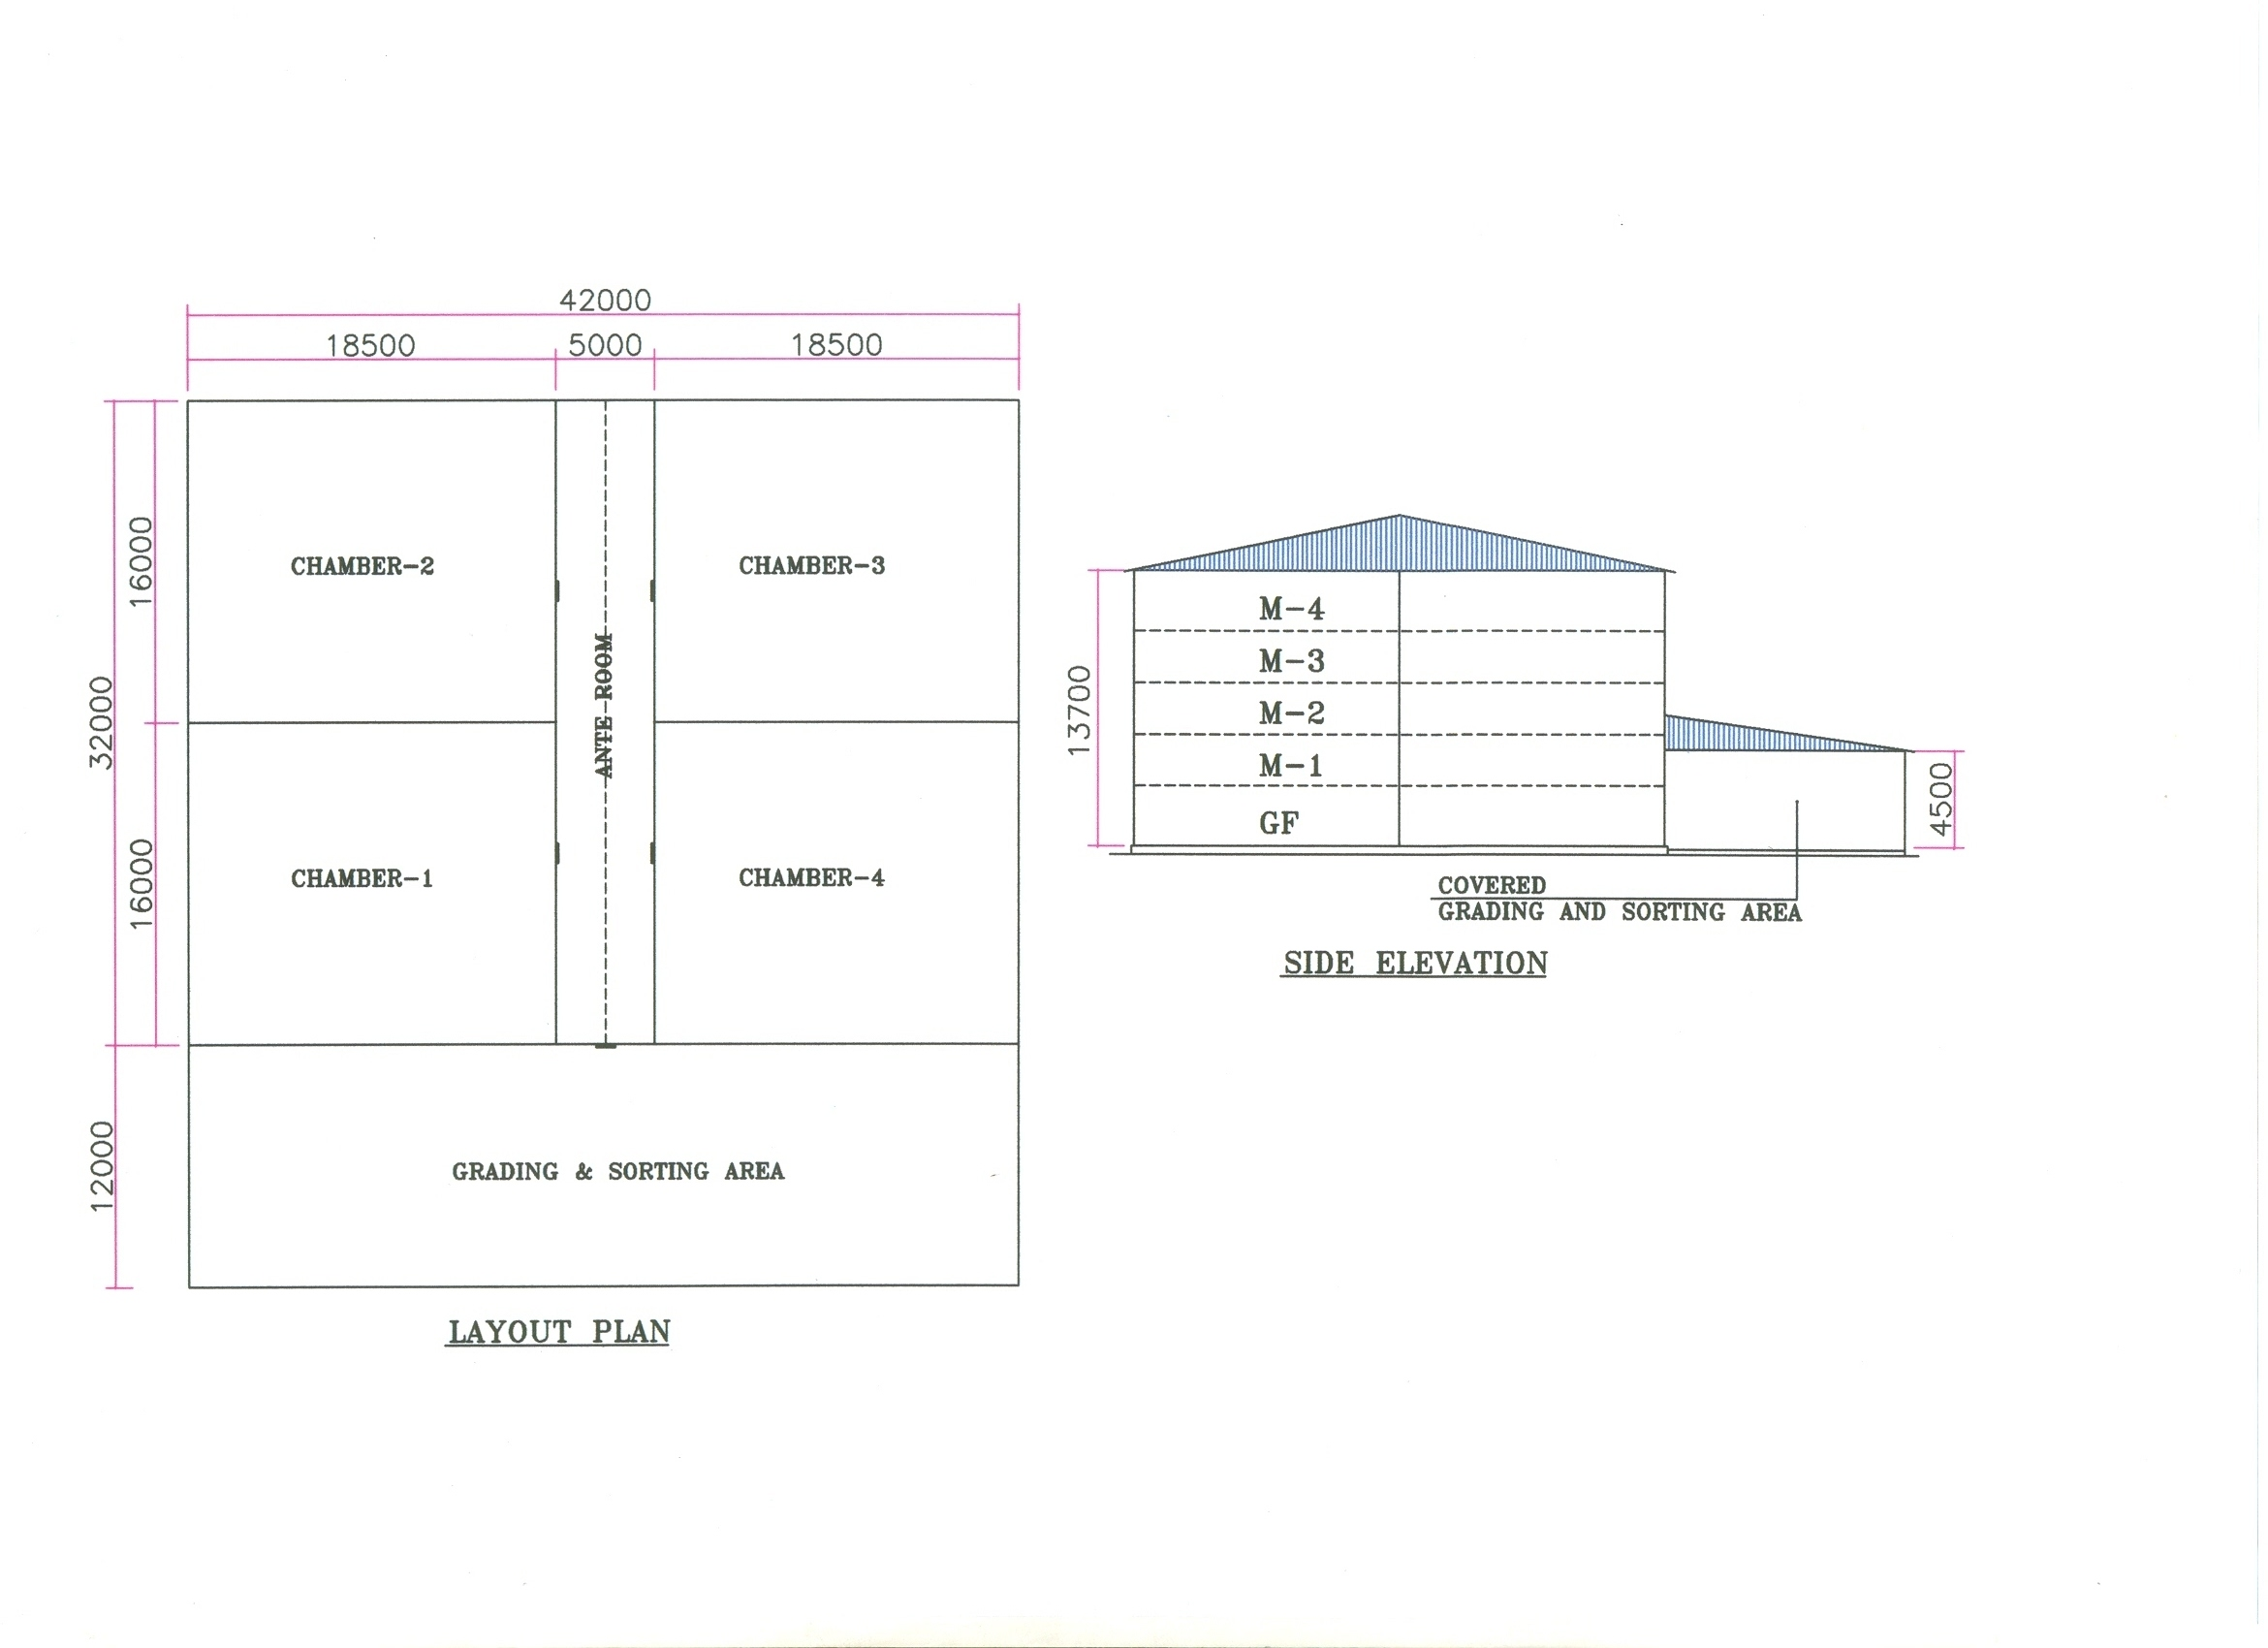 42000
18500 5000 18500
CHAMBER-2
CHAMBER-3
16000
ANTE ROOM
32000
CHAMBER-1
CHAMBER-4
16000
12000
GRADING & SORTING AREA
LAYOUT PLAN
M-4
M-3
M-2
M-1
GF
13700
4500
COVERED
GRADING AND SORTING AREA
SIDE ELEVATION